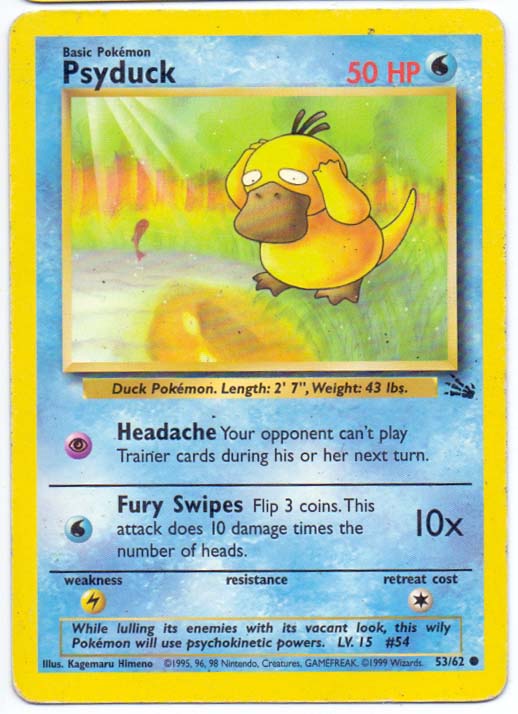 Basic Pokémon
Psyduck 50 HP
Duck Pokémon. Length: 2' 7", Weight: 43 lbs.
Headache Your opponent can't play
Trainer cards during his or her next turn.
Fury Swipes Flip 3 coins. This
attack does 10 damage times the
number of heads.
10x
weakness resistance retreat cost
While lulling its enemies with its vacant look, this wily
Pokémon will use psychokinetic powers. LV. 15 #54
Illus. Kagemaru Himeno ©1995, 96, 98 Nintendo, Creatures, GAMEFREAK. ©1999 Wizards. 53/62